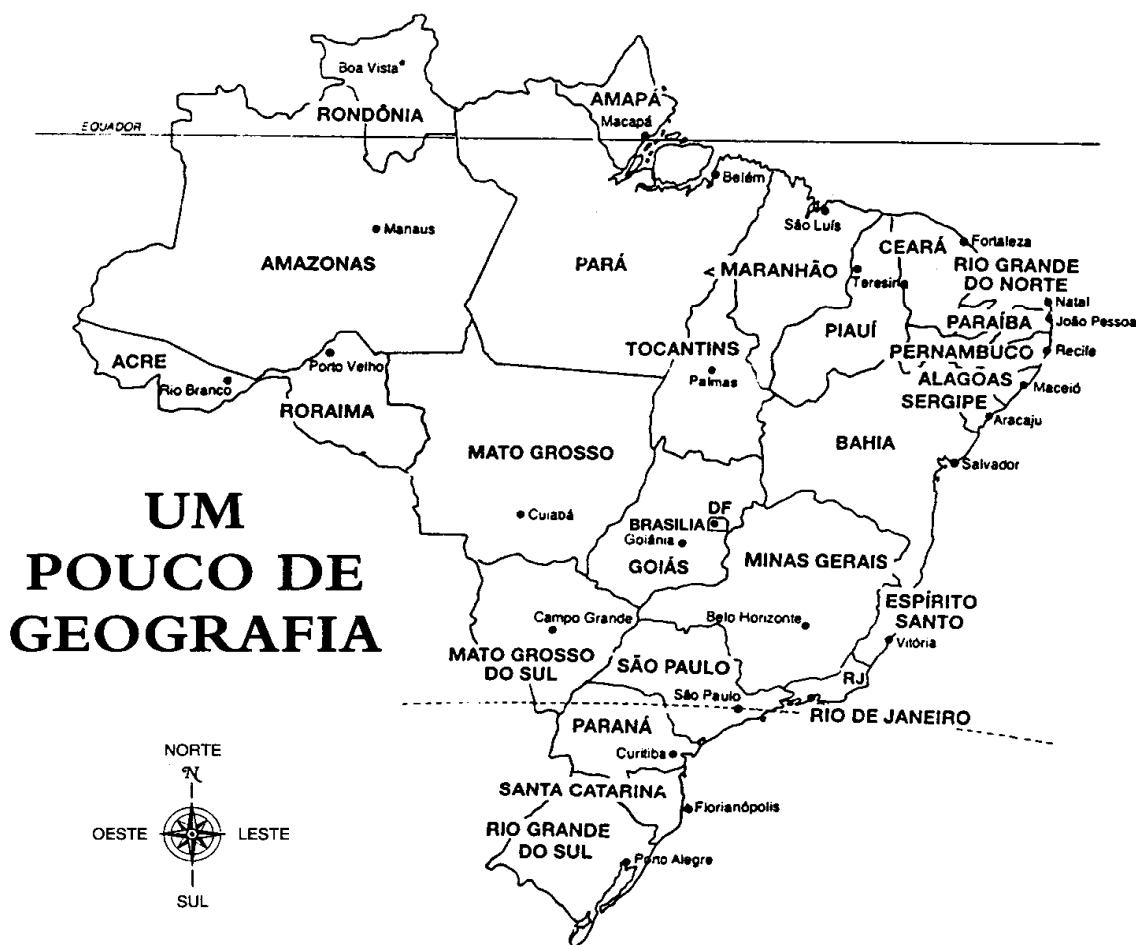 Boa Vista
RONDÔNIA
AMAPÁ
Macapá
EQUADOR
Belém
Manaus
São Luís
CEARÁ
Fortaleza
AMAZONAS
PARÁ
MARANHÃO
Teresina
RIO GRANDE
DO NORTE
Natal
PARAÍBA
João Pessoa
PIAUÍ
ACRE
Porto Velho
TOCANTINS
PERNAMBUCO
Recife
Rio Branco
Palmas
ALAGÕAS
Maceió
RORAIMA
SERGIPE
Aracaju
MATO GROSSO
BAHIA
Salvador
UM
POUCO DE
GEOGRAFIA
Cuiabá
DF
BRASILIA
Goiânia
GOIÁS
MINAS GERAIS
ESPÍRITO
SANTO
Campo Grande
Belo Horizonte
Vitória
MATO GROSSO
DO SUL
SÃO PAULO
RJ
São Paulo
RIO DE JANEIRO
PARANÁ
Curitiba
NORTE
N
SANTA CATARINA
Florianópolis
OESTE
LESTE
RIO GRANDE
DO SUL
Porto Alegre
SUL